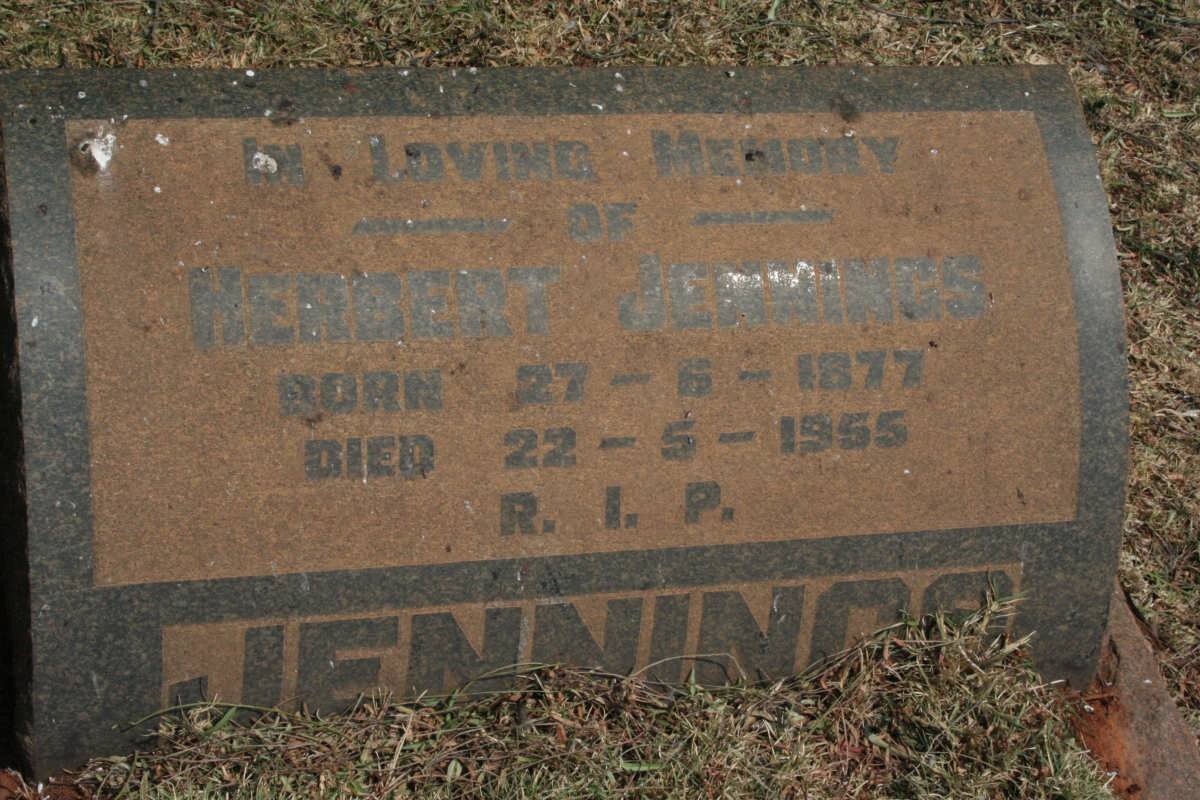 IN LOVING MEMORY
— OF —
HERBERT JENNINGS
BORN 27 – 6 – 1877
DIED 22 – 5 – 1955
R. I. P.
JENNINGS